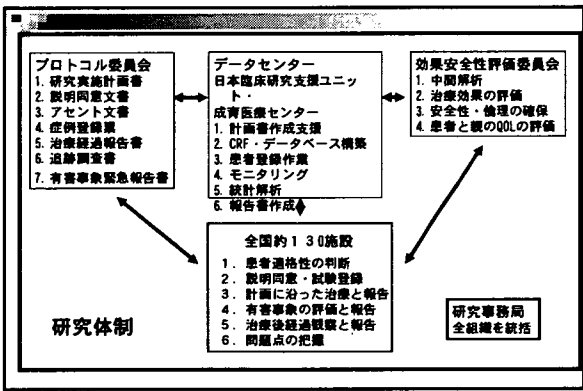 プロトコル委員会
1. 研究実施計画書
2. 説明同意文書
3. アセント文書
4. 症例登録票
5. 治療経過報告書
6. 追跡調査書
7. 有害事象緊急報告書
データセンター
日本臨床研究支援ユニッ
ト・
成育医療センター
1. 計画書作成支援
2. CRF・データベース構築
3. 患者登録作業
4. モニタリング
5. 統計解析
6. 報告書作成
効果安全性評価委員会
1. 中間解析
2. 治療効果の評価
3. 安全性・倫理の確保
4. 患者と親のQOLの評価
全国約130施設
1. 患者適格性の判断
2. 説明同意・試験登録
3. 計画に沿った治療と報告
4. 有害事象の評価と報告
5. 治療後経過観察と報告
6. 問題点の把握
研究体制
研究事務局
全組織を統括